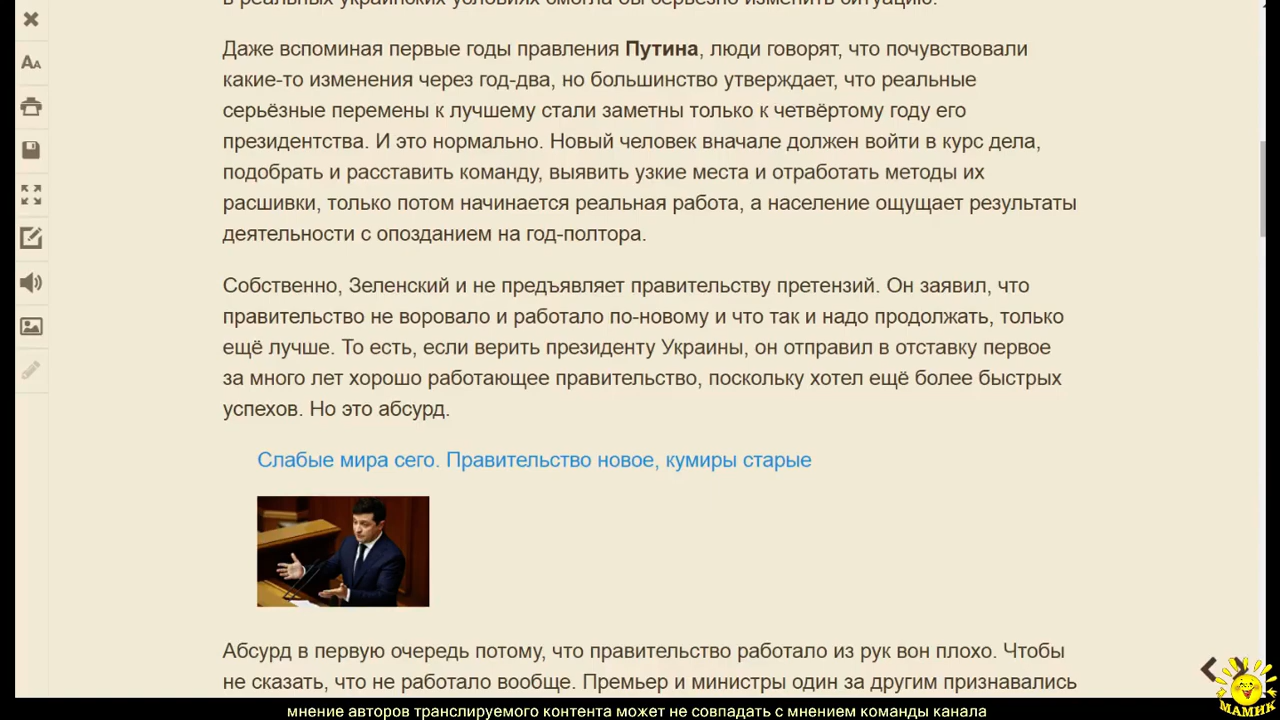 в реальных украинских условиях смогла бы серьёзно изменить ситуацию.
Даже вспоминая первые годы правления Путина, люди говорят, что почувствовали
какие-то изменения через год-два, но большинство утверждает, что реальные
серьёзные перемены к лучшему стали заметны только к четвёртому году его
президентства. И это нормально. Новый человек вначале должен войти в курс дела,
подобрать и расставить команду, выявить узкие места и отработать методы их
расшивки, только потом начинается реальная работа, а население ощущает результаты
деятельности с опозданием на год-полтора.
Собственно, Зеленский и не предъявляет правительству претензий. Он заявил, что
правительство не воровало и работало по-новому и что так и надо продолжать, только
ещё лучше. То есть, если верить президенту Украины, он отправил в отставку первое
за много лет хорошо работающее правительство, поскольку хотел ещё более быстрых
успехов. Но это абсурд.
Слабые мира сего. Правительство новое, кумиры старые
Абсурд в первую очередь потому, что правительство работало из рук вон плохо. Чтобы
не сказать, что не работало вообще. Премьер и министры один за другим признавались
МАМИК
мнение авторов транслируемого контента может не совпадать с мнением команды канала